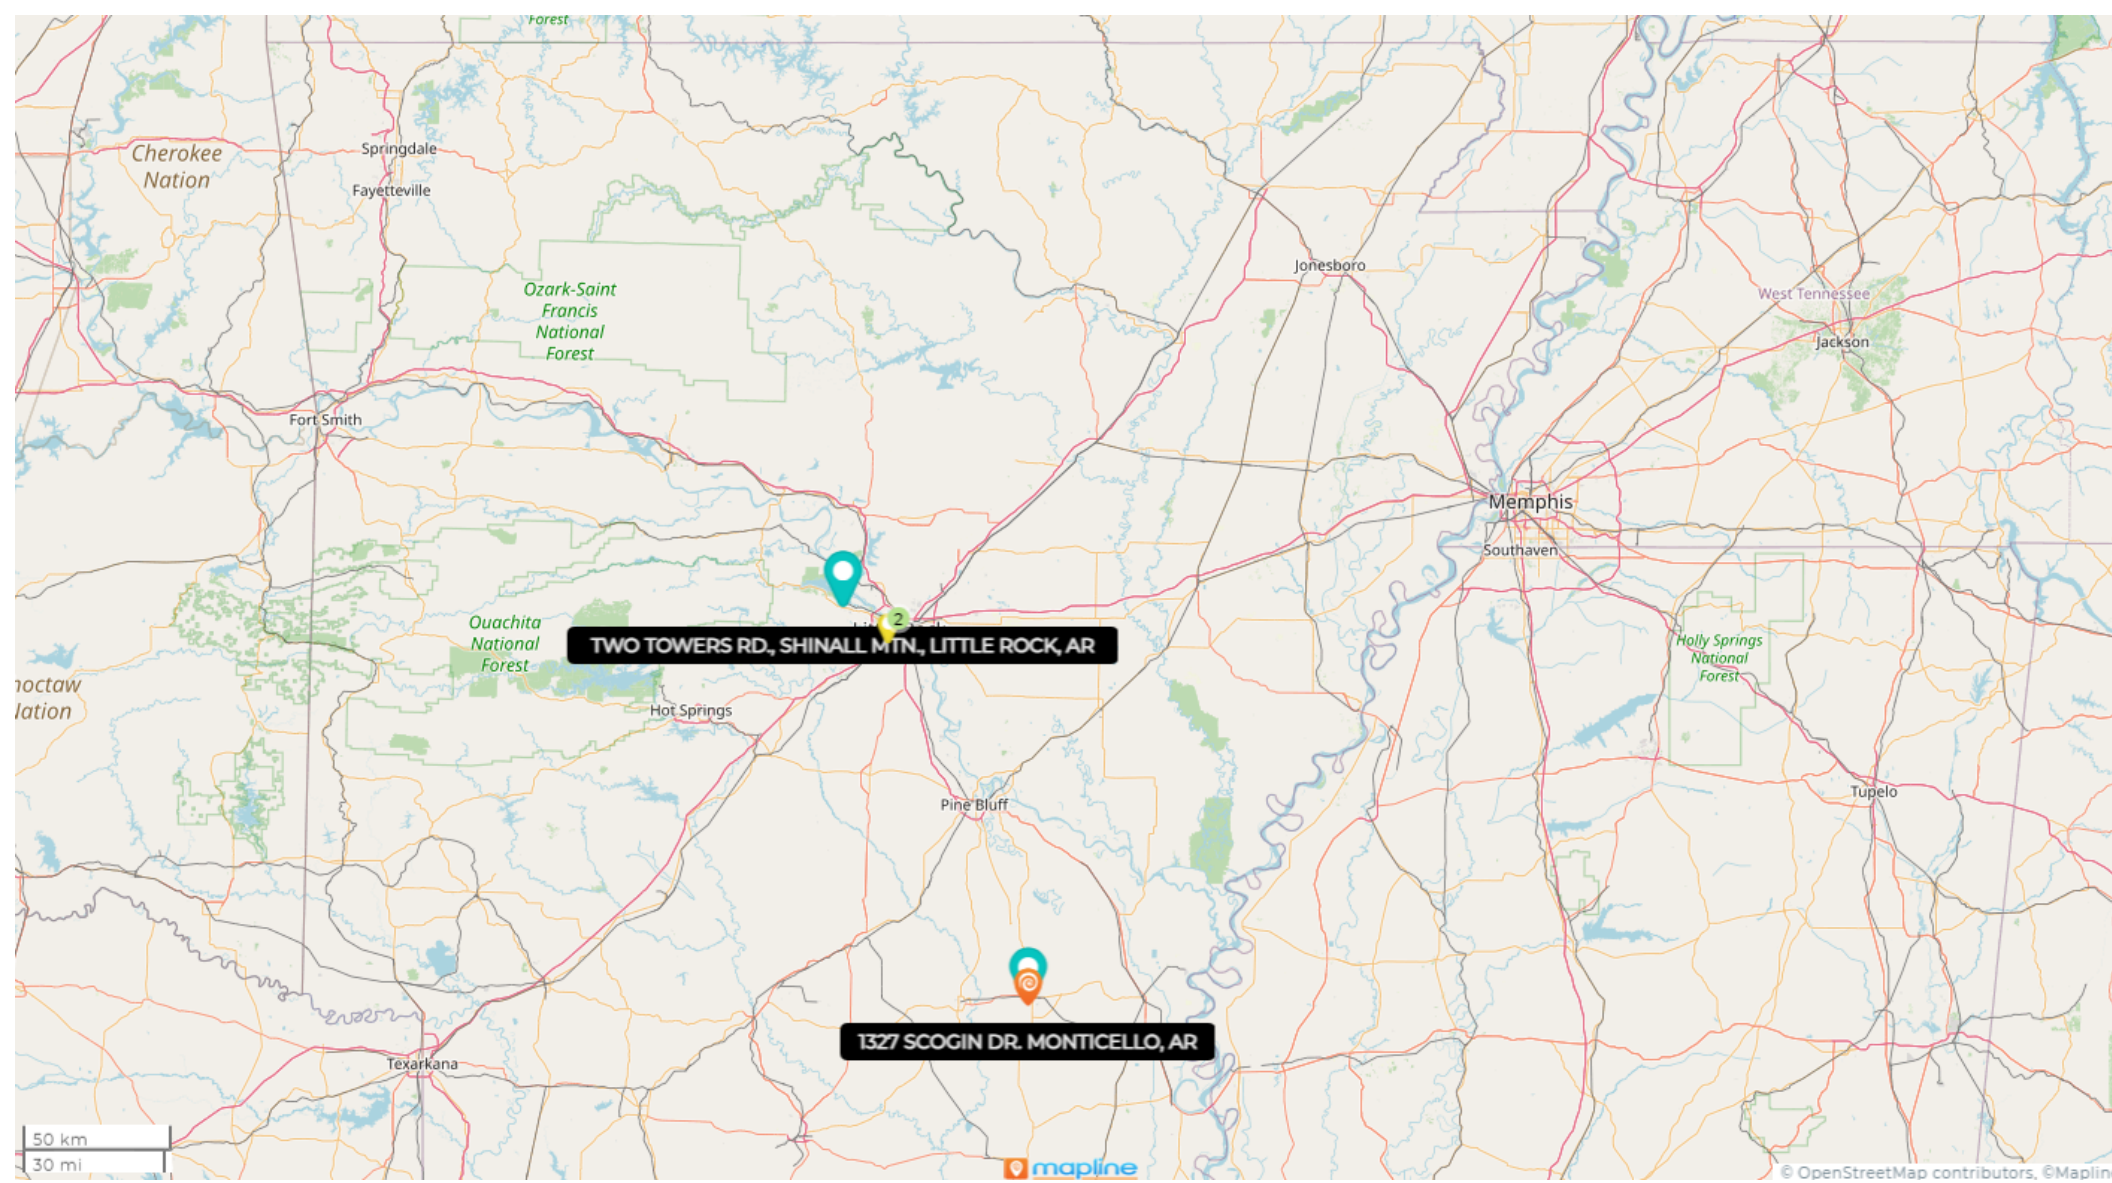 Forest
Cherokee
Nation
Springdale
Fayetteville
Jonesboro
Ozark-Saint
Francis
National
Forest
West Tennessee
Jackson
Fort Smith
Memphis
Southaven
2
Ouachita
National
Forest
TWO TOWERS RD., SHINALL MTN., LITTLE ROCK, AR
Holly Springs
National
Forest
Hot Springs
Pine Bluff
Tupelo
1327 SCOGIN DR. MONTICELLO, AR
Texarkana
50 km
30 mi
mapline
© OpenStreetMap contributors, ©Mapline